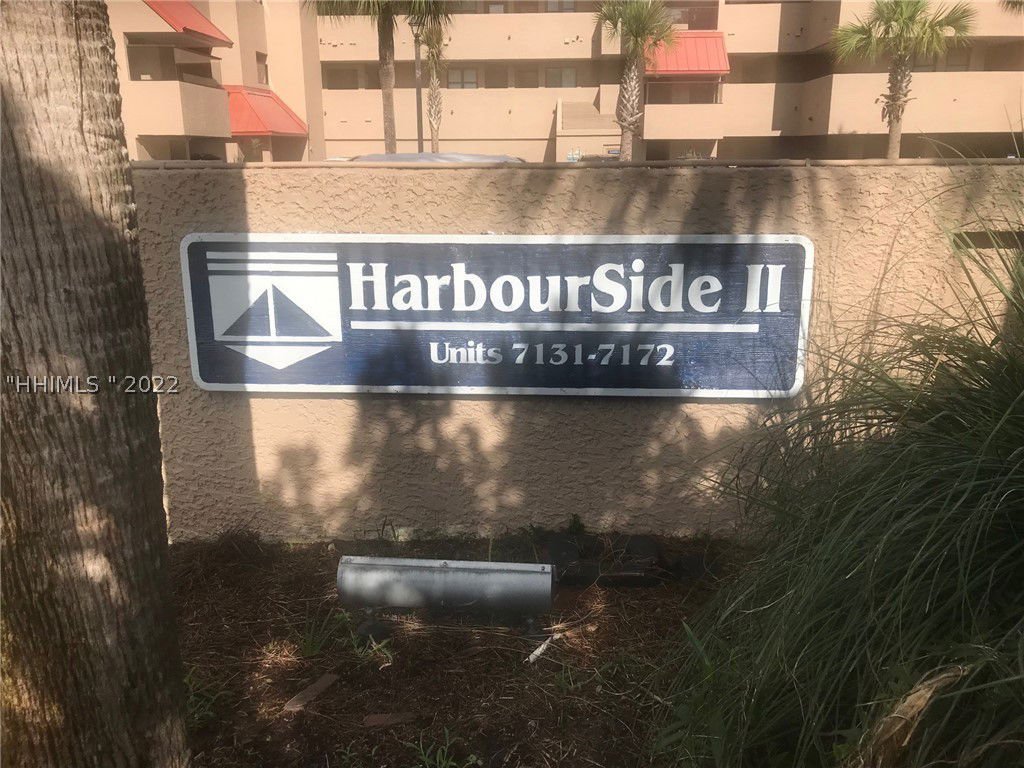 HarbourSide II
Units 7131-7172
"HHIMLS " 2022